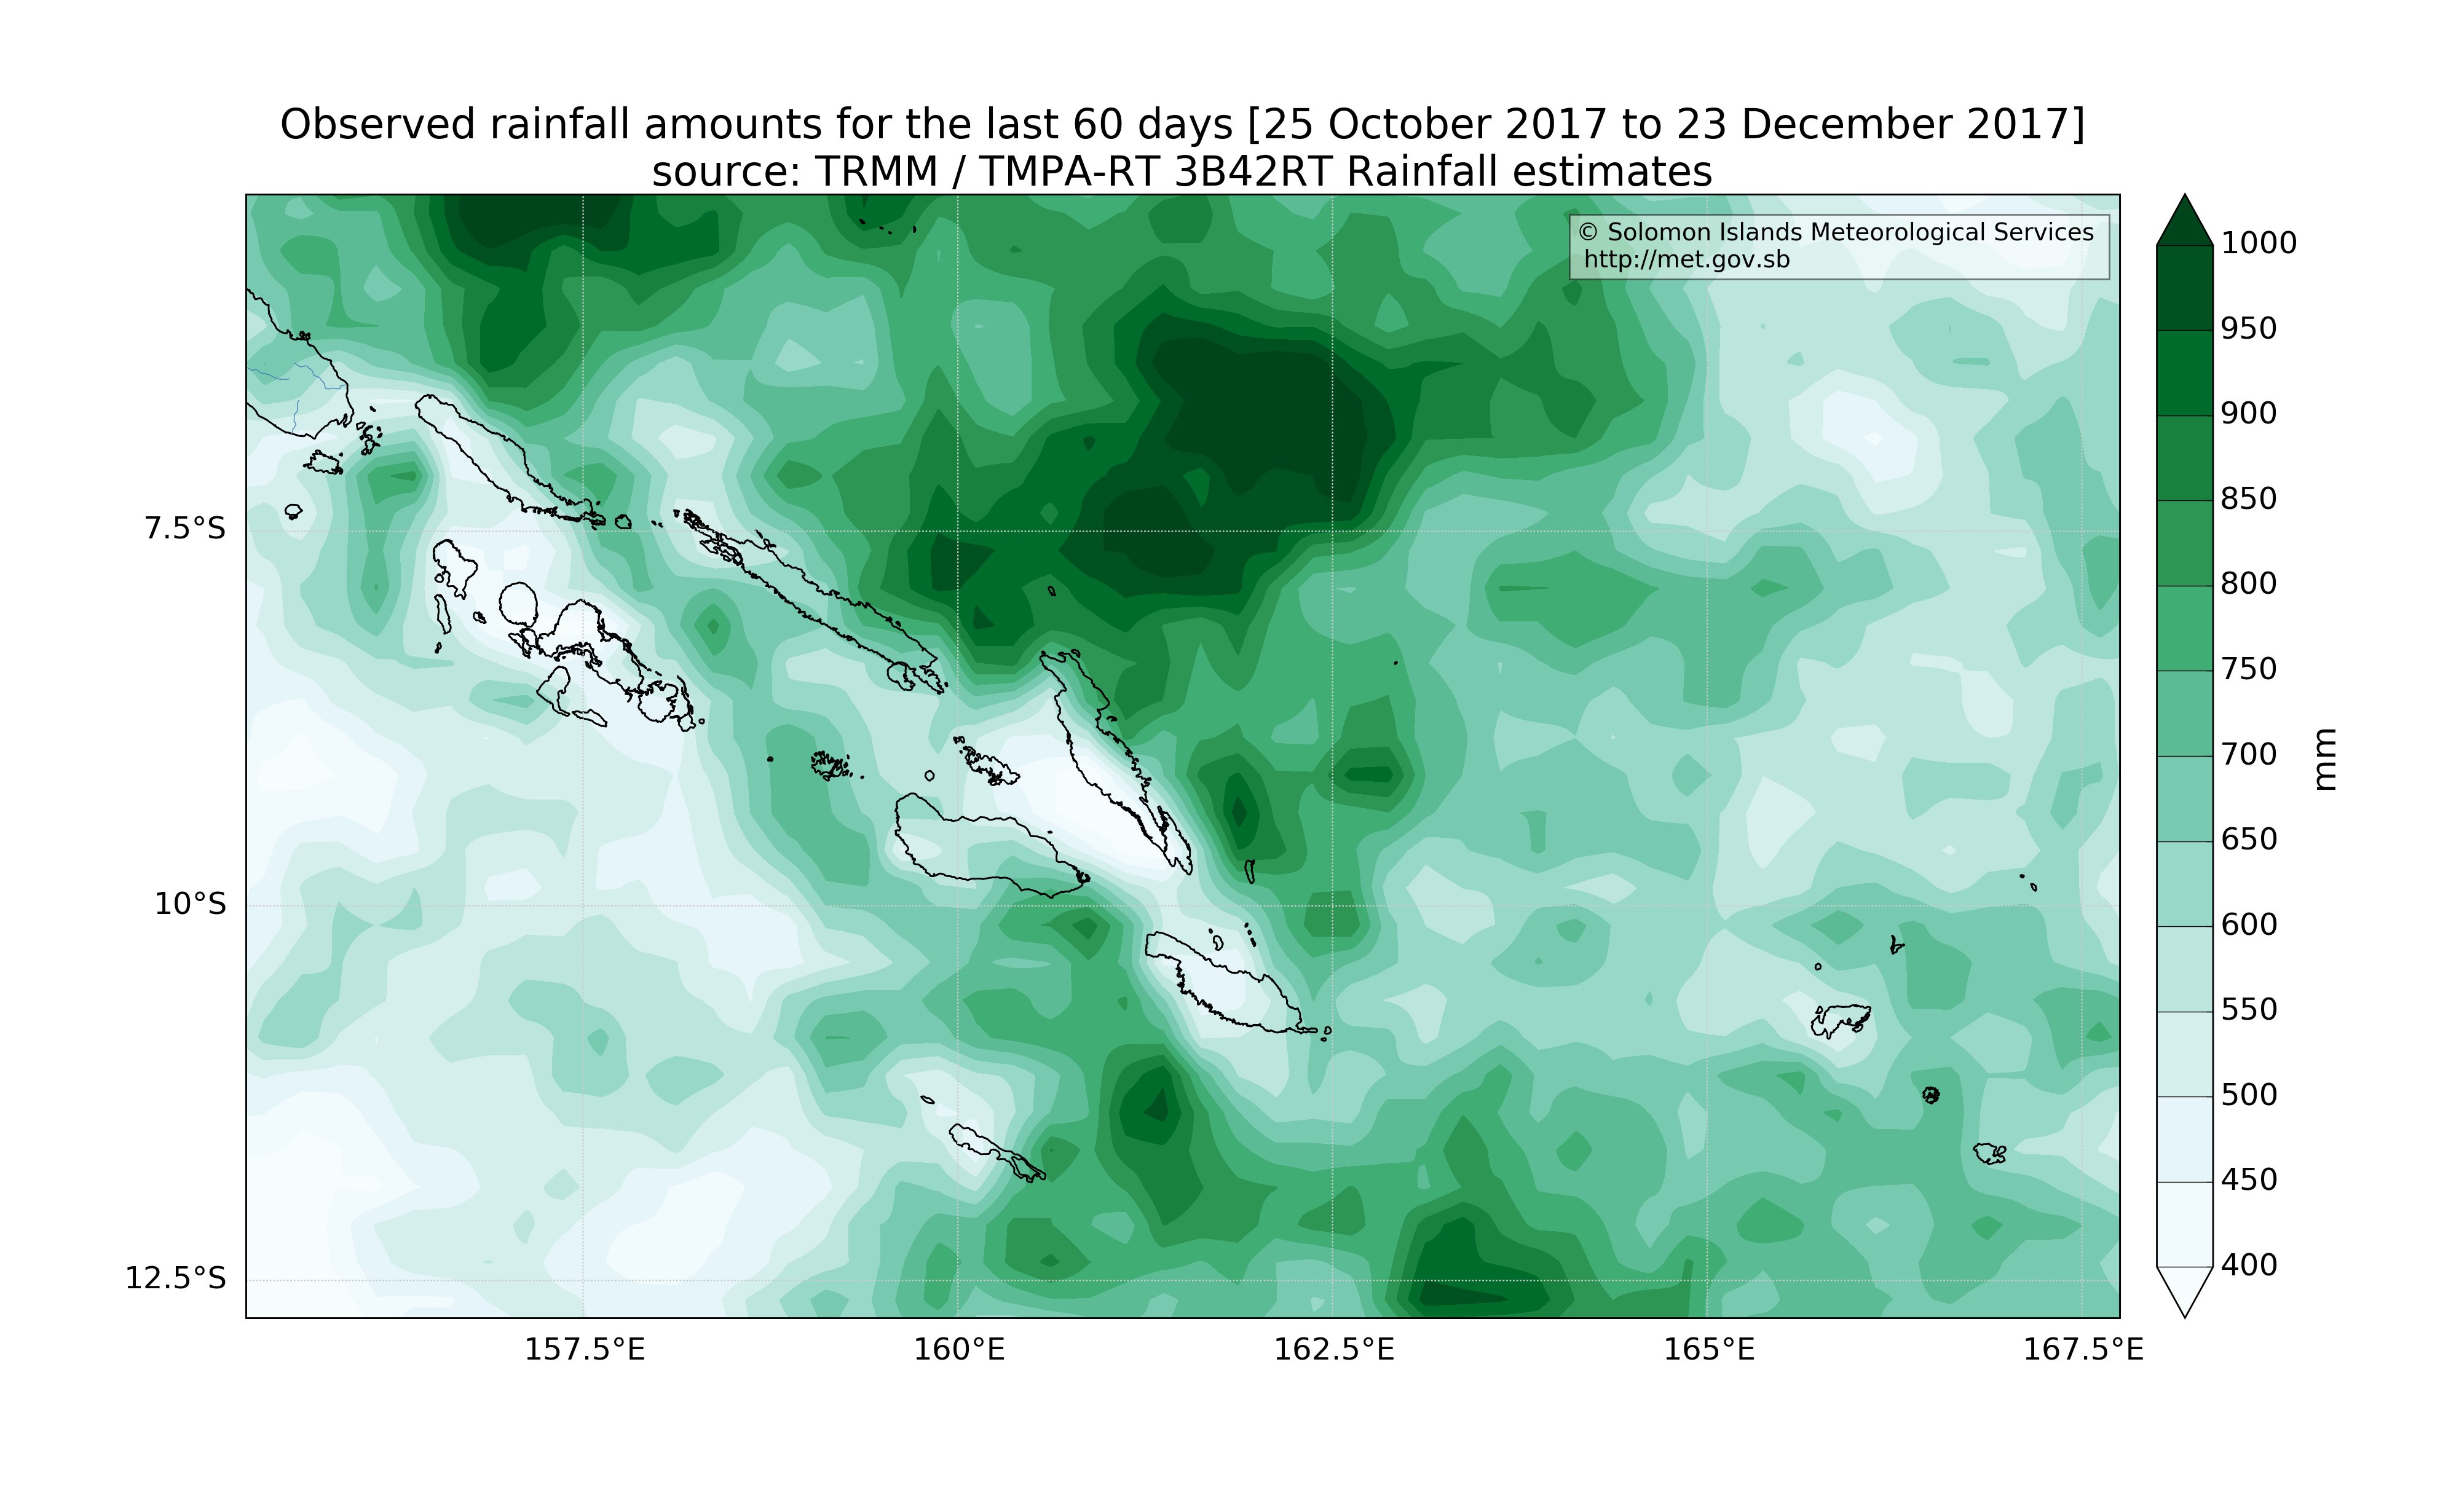 Observed rainfall amounts for the last 60 days [25 October 2017 to 23 December 2017]
source: TRMM / TMPA-RT 3B42RT Rainfall estimates
© Solomon Islands Meteorological Services
http://met.gov.sb
1000
950
900
850
800
750
700
650
600
550
500
450
400
mm
7.5°S
10°S
12.5°S
157.5°E
160°E
162.5°E
165°E
167.5°E